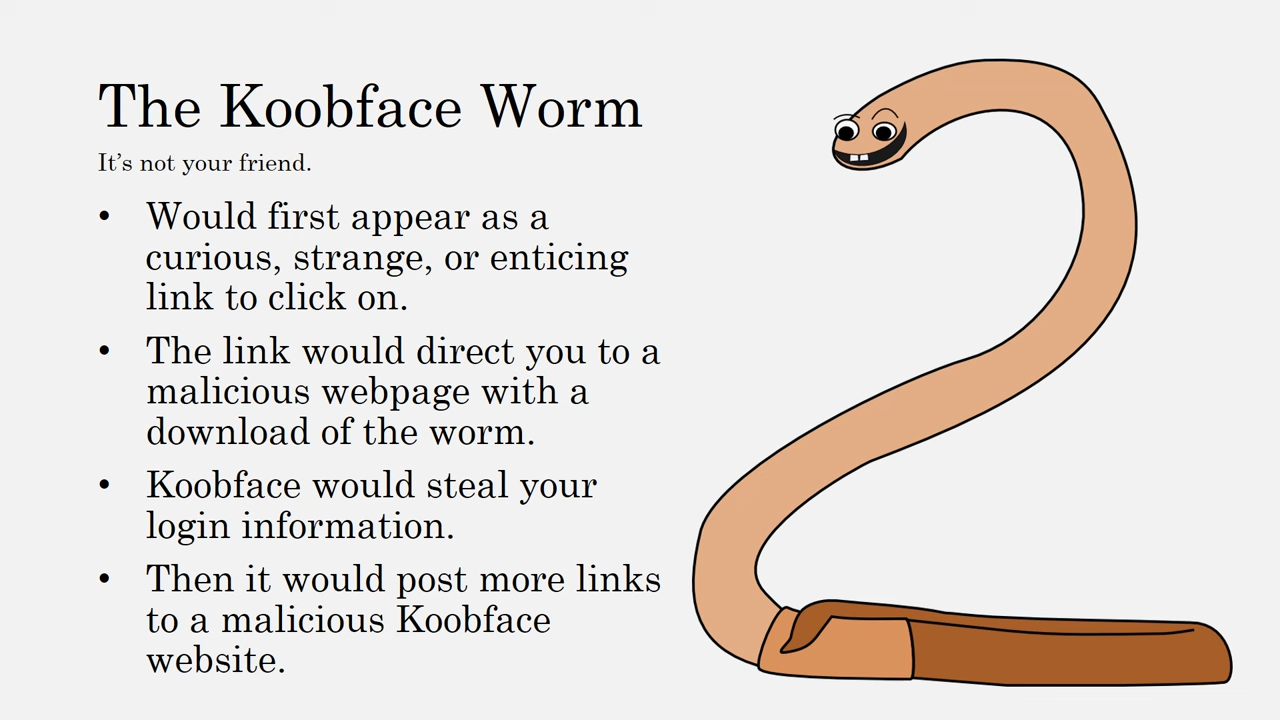 The Koobface Worm
It’s not your friend.
• Would first appear as a
curious, strange, or enticing
link to click on.
• The link would direct you to a
malicious webpage with a
download of the worm.
• Koobface would steal your
login information.
• Then it would post more links
to a malicious Koobface
website.